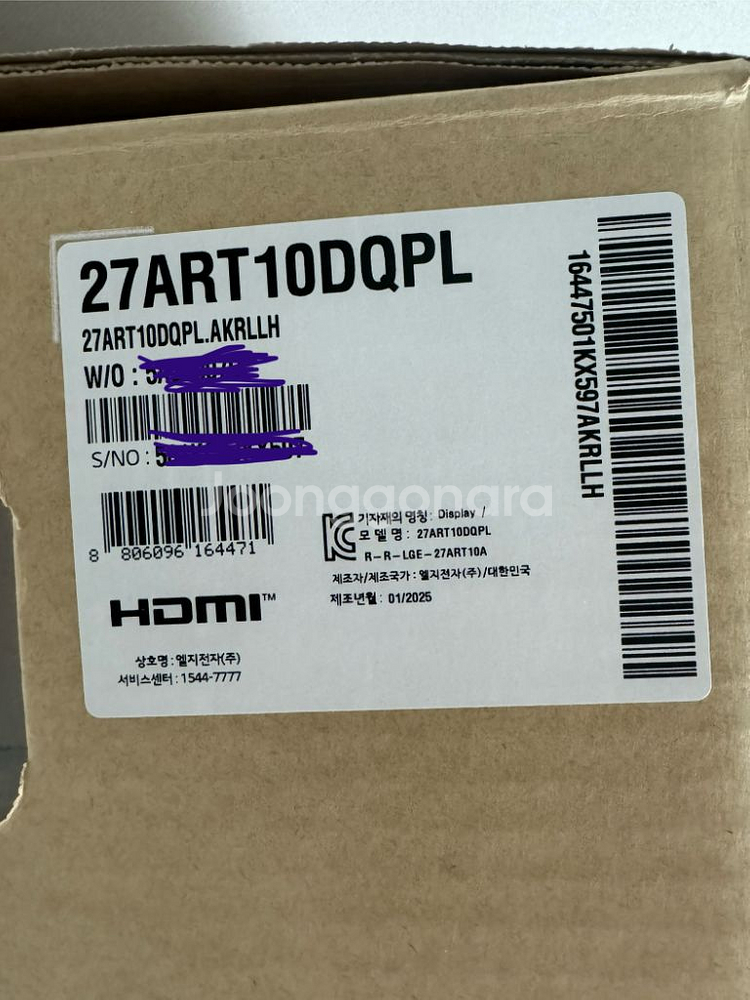 27ART10DQPL
27ART10DQPL.AKRLLH
W/O :
S/NO :
8 806096 164471
HDMI™
상호명 : 엘지전자(주)
서비스센터 : 1544-7777
기자재의 명칭 : Display /
모 델 명 : 27ART10DQPL
R-R-LGE-27ART10A
제조자/제조국가 : 엘지전자(주)/대한민국
제조년월 : 01/2025
16447501KX597AKRLLH
Joonggonara